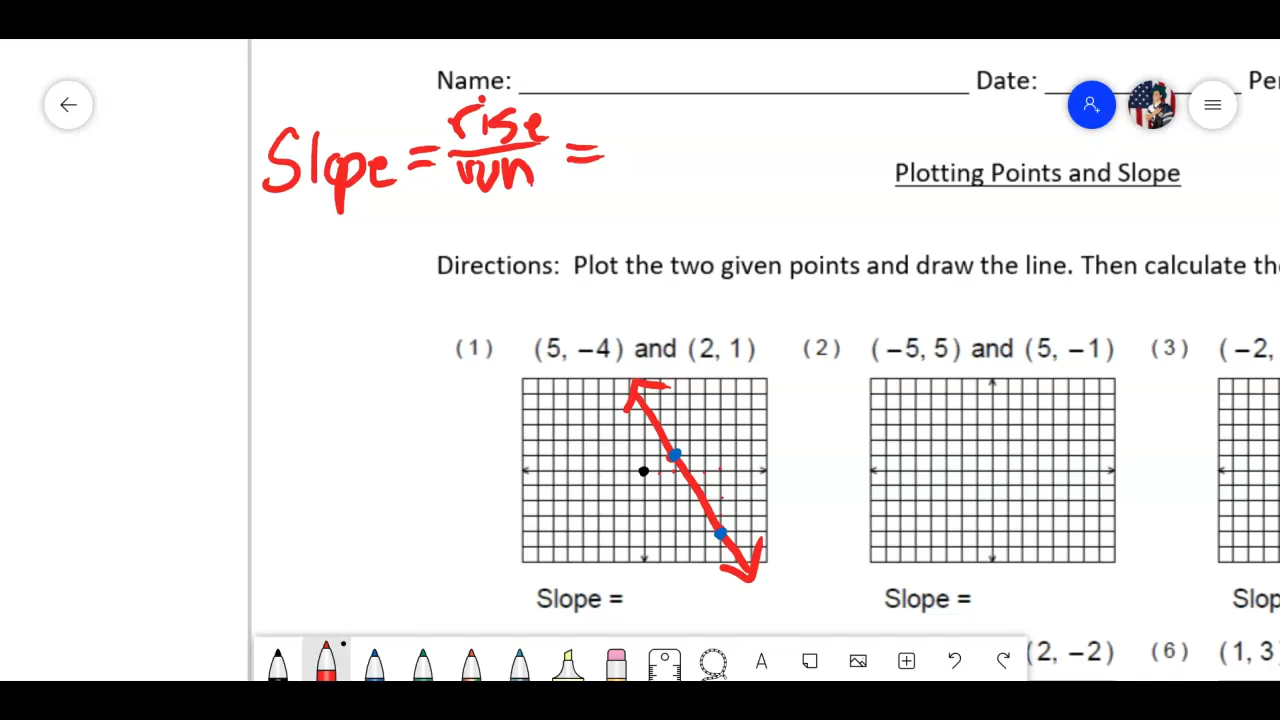 Name: ____________________ Date: ________ Per
Slope = rise/run =
Plotting Points and Slope
Directions: Plot the two given points and draw the line. Then calculate the
(1) (5, −4) and (2, 1) (2) (−5, 5) and (5, −1) (3) (−2,
Slope = Slope = Slop
(2, −2) (6) (1, 3)
A